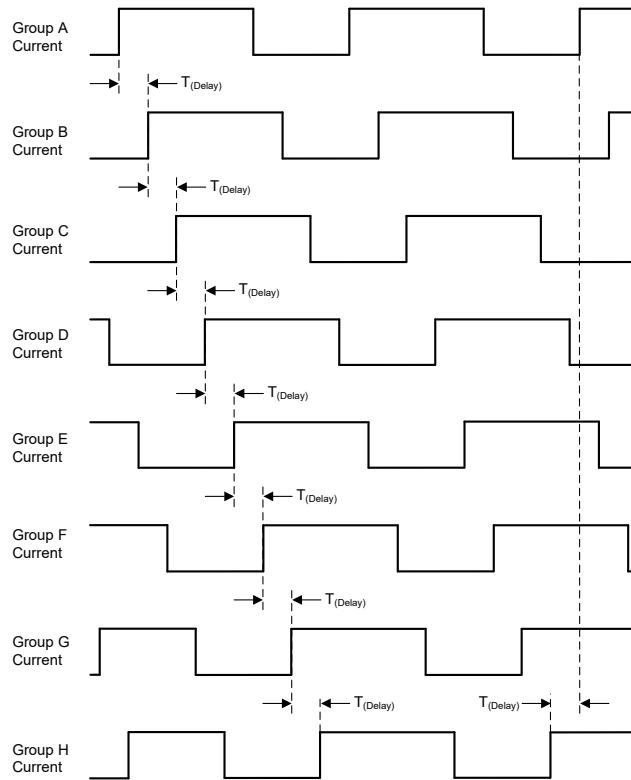 Group A
Current
T(Delay)
Group B
Current
T(Delay)
Group C
Current
T(Delay)
Group D
Current
T(Delay)
Group E
Current
T(Delay)
Group F
Current
T(Delay)
Group G
Current
T(Delay) T(Delay)
Group H
Current